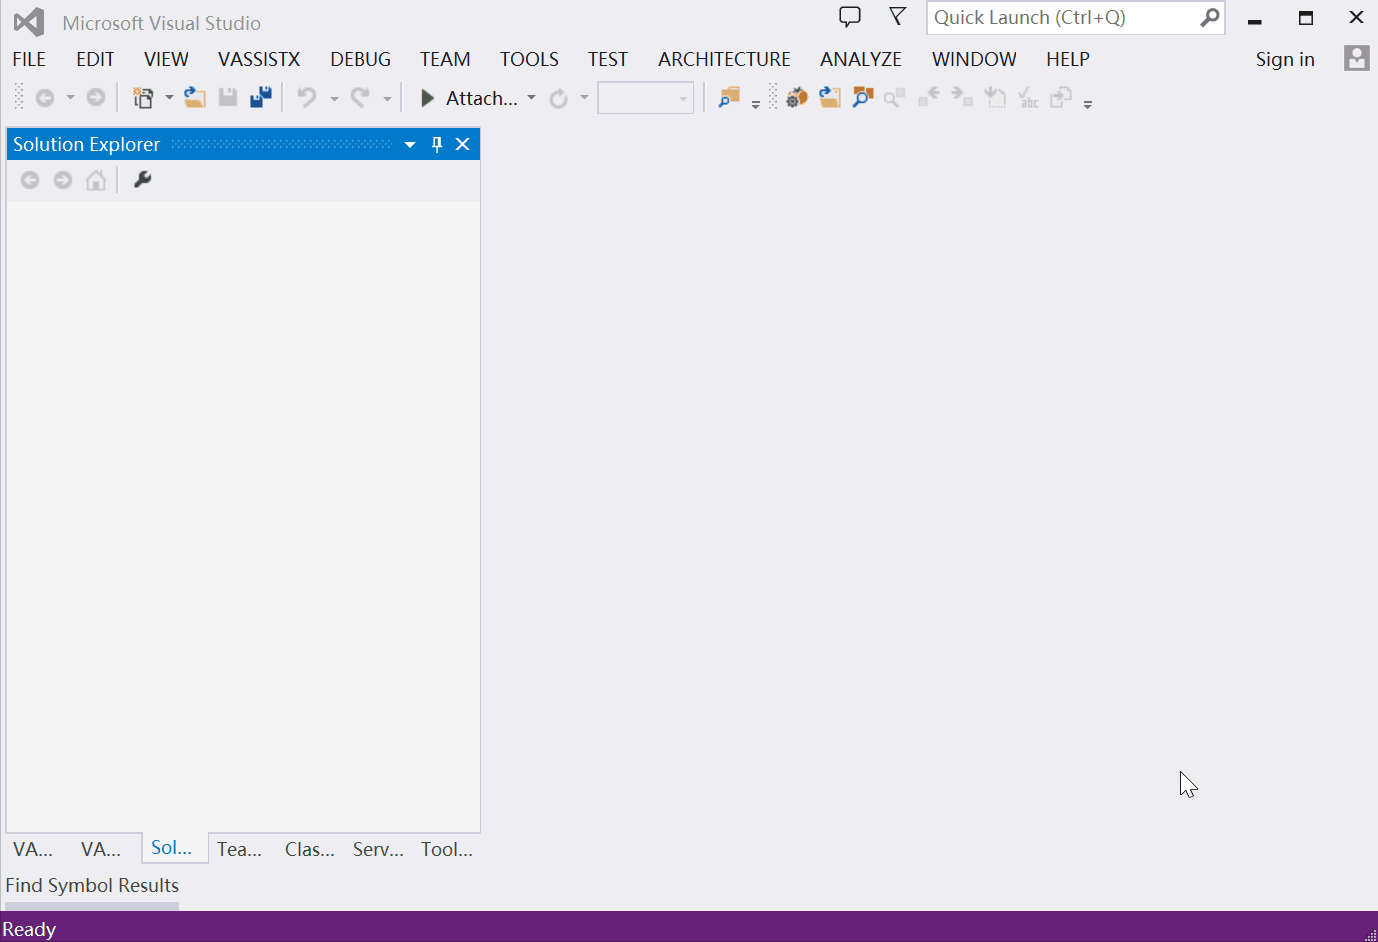 Microsoft Visual Studio
Quick Launch (Ctrl+Q)
FILE EDIT VIEW VASSISTX DEBUG TEAM TOOLS TEST ARCHITECTURE ANALYZE WINDOW HELP Sign in
Attach...
abc
Solution Explorer
VA... VA... Sol... Tea... Clas... Serv... Tool...
Find Symbol Results
Ready